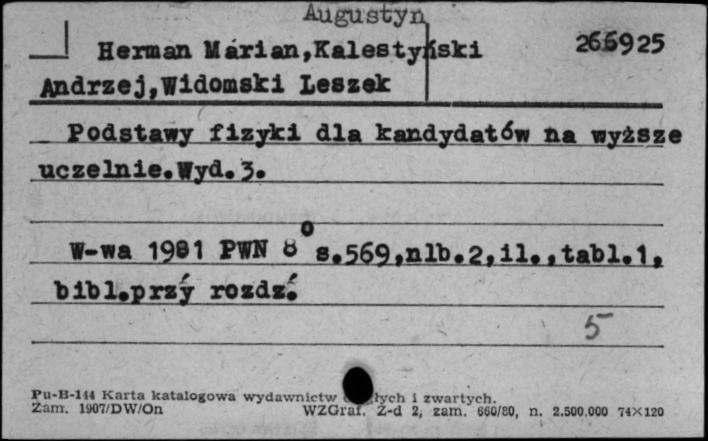 Augustyn
Herman Marian,Kalestyński 266925
Andrzej,Widomski Leszek
Podstawy fizyki dla kandydatów na wyższe
uczelnie.Wyd.3.
W-wa 1981 PWN 8° s.569,nlb.2,il.,tabl.1,
bibl.przy rozdz.
5
Pu-B-144 Karta katalogowa wydawnictw ciągłych i zwartych.
Zam. 1907/DW/On WZGraf. Z-d 2, zam. 660/80, n. 2.500.000 74×120